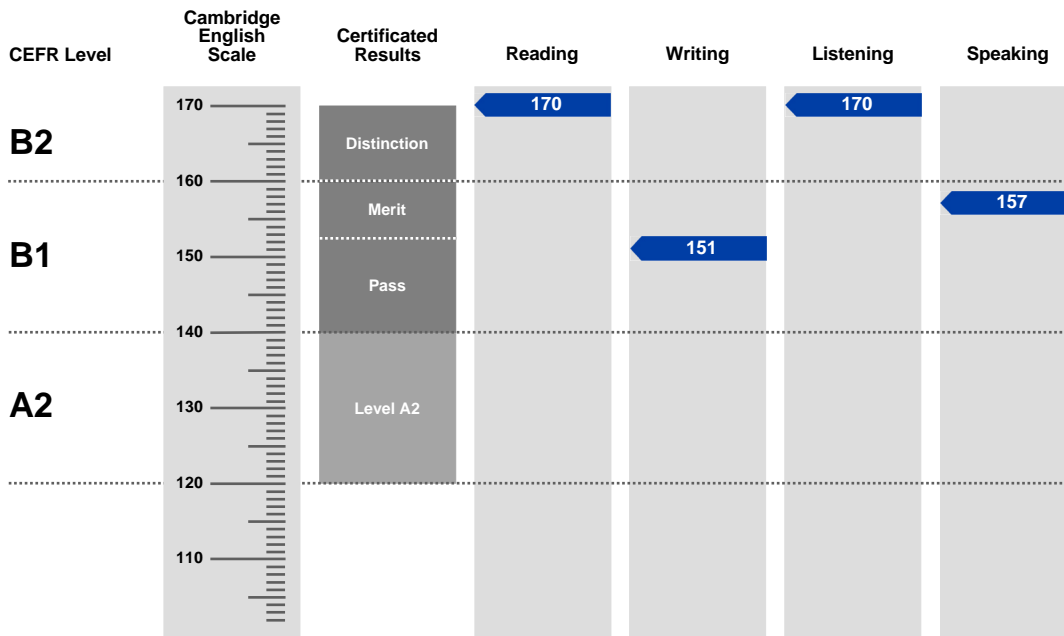 CEFR Level
Cambridge
English
Scale
Certificated
Results
Reading
Writing
Listening
Speaking
170
170
170
Distinction
B2
160
157
Merit
B1
151
150
Pass
140
A2
130
Level A2
120
110